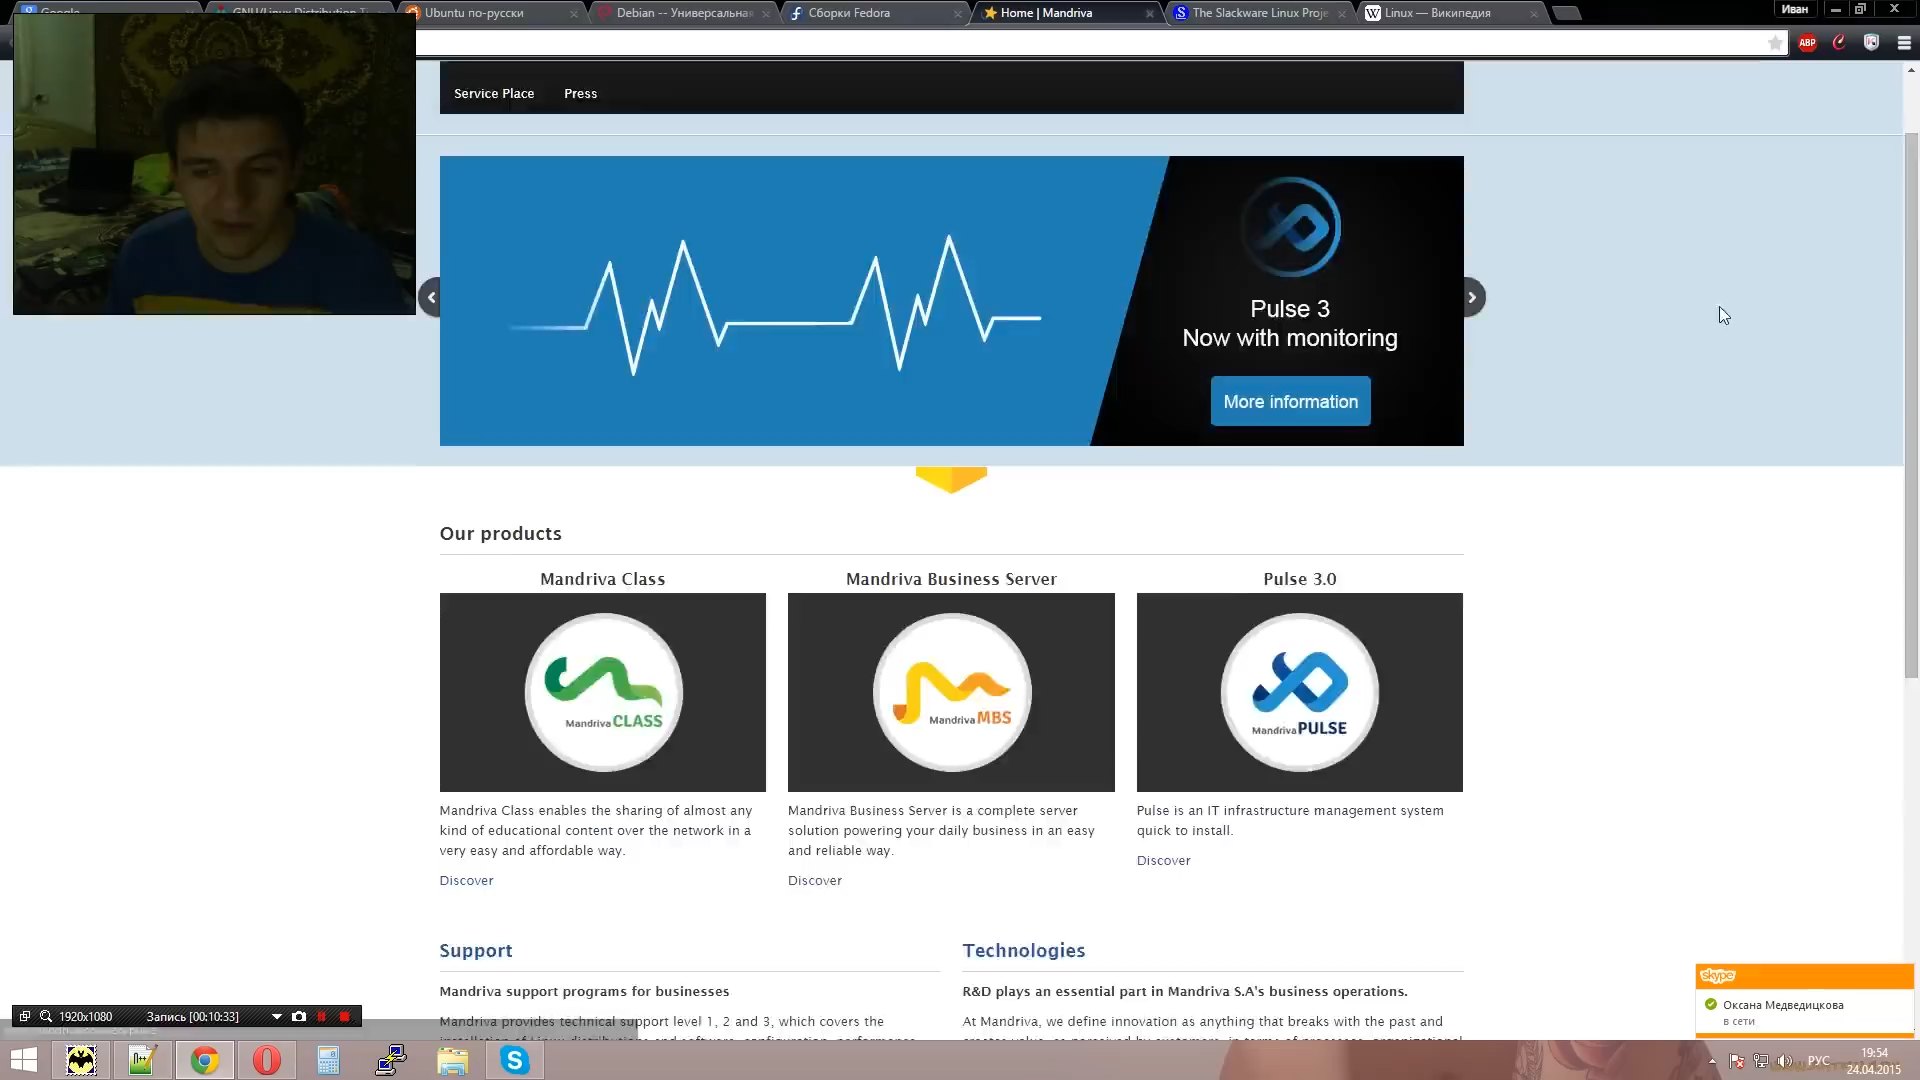 Google
GNU/Linux Distribution T
Ubuntu по-русски
Debian -- Универсальная
Сборки Fedora
Home | Mandriva
The Slackware Linux Proje
Linux — Википедия
Иван
ABP
Service Place
Press
Pulse 3
Now with monitoring
More information
Our products
Mandriva Class
Mandriva Business Server
Pulse 3.0
Mandriva CLASS
Mandriva MBS
Mandriva PULSE
Mandriva Class enables the sharing of almost any
kind of educational content over the network in a
very easy and affordable way.
Discover
Mandriva Business Server is a complete server
solution powering your daily business in an easy
and reliable way.
Discover
Pulse is an IT infrastructure management system
quick to install.
Discover
Support
Mandriva support programs for businesses
Mandriva provides technical support level 1, 2 and 3, which covers the
Technologies
R&D plays an essential part in Mandriva S.A's business operations.
At Mandriva, we define innovation as anything that breaks with the past and
skype
Оксана Медведицкова
в сети
1920x1080
Запись [00:10:33]
РУС
19:54
24.04.2015